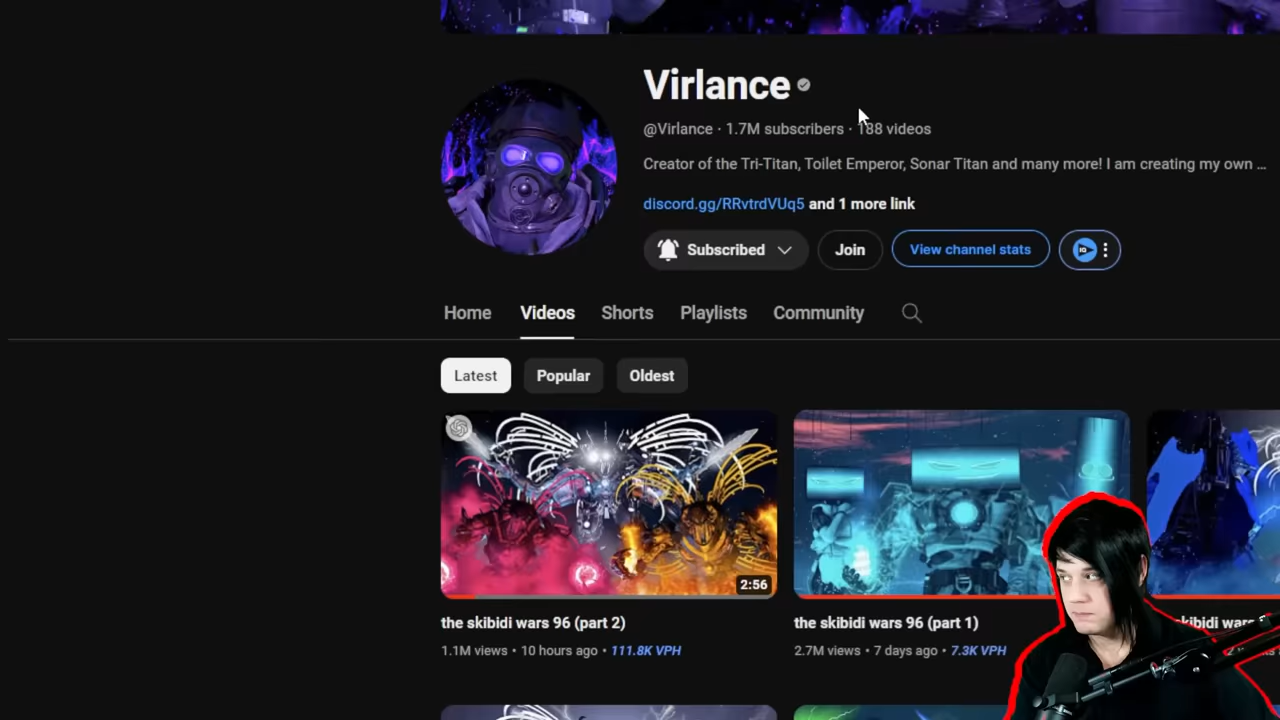 Virlance
@Virlance · 1.7M subscribers · 188 videos
Creator of the Tri-Titan, Toilet Emperor, Sonar Titan and many more! I am creating my own ...
discord.gg/RRvtrdVUq5 and 1 more link
Subscribed Join View channel stats IQ
Home Videos Shorts Playlists Community
Latest Popular Oldest
2:56
the skibidi wars 96 (part 2) the skibidi wars 96 (part 1) skibidi wars
1.1M views • 10 hours ago • 111.8K VPH 2.7M views • 7 days ago • 7.3K VPH